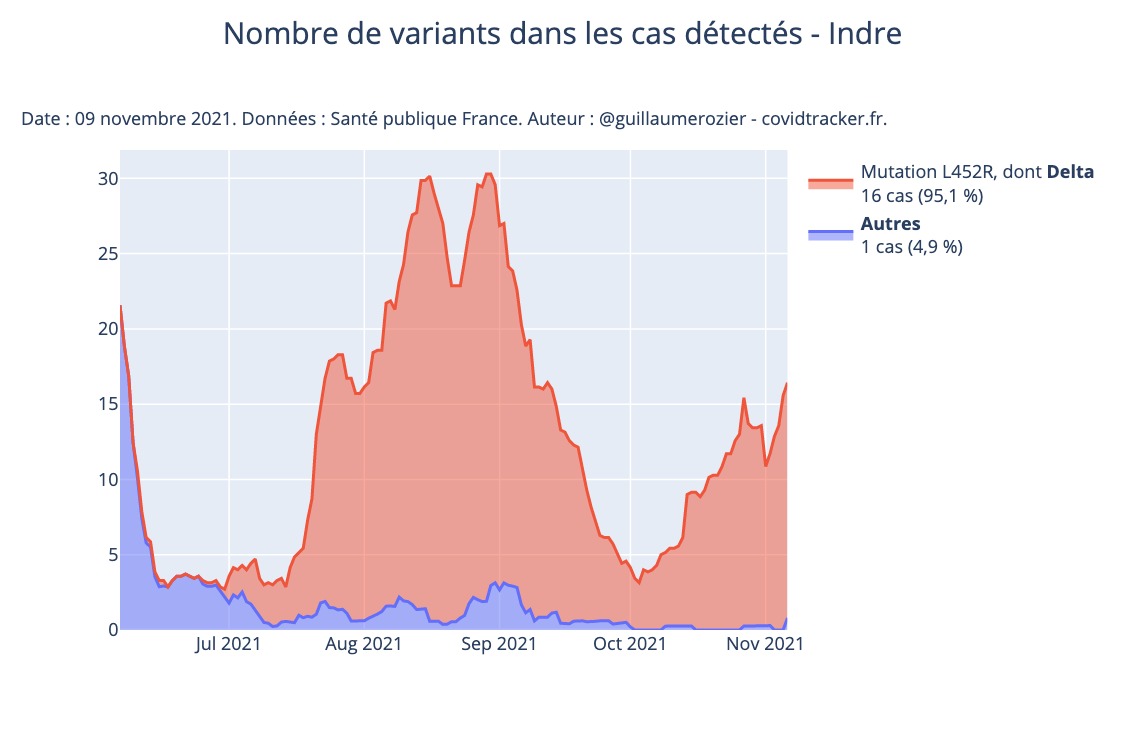 Nombre de variants dans les cas détectés - Indre
Date : 09 novembre 2021. Données : Santé publique France. Auteur : @guillaumerozier - covidtracker.fr.
30
25
20
15
10
5
0
Jul 2021
Aug 2021
Sep 2021
Oct 2021
Nov 2021
Mutation L452R, dont Delta
16 cas (95,1 %)
Autres
1 cas (4,9 %)